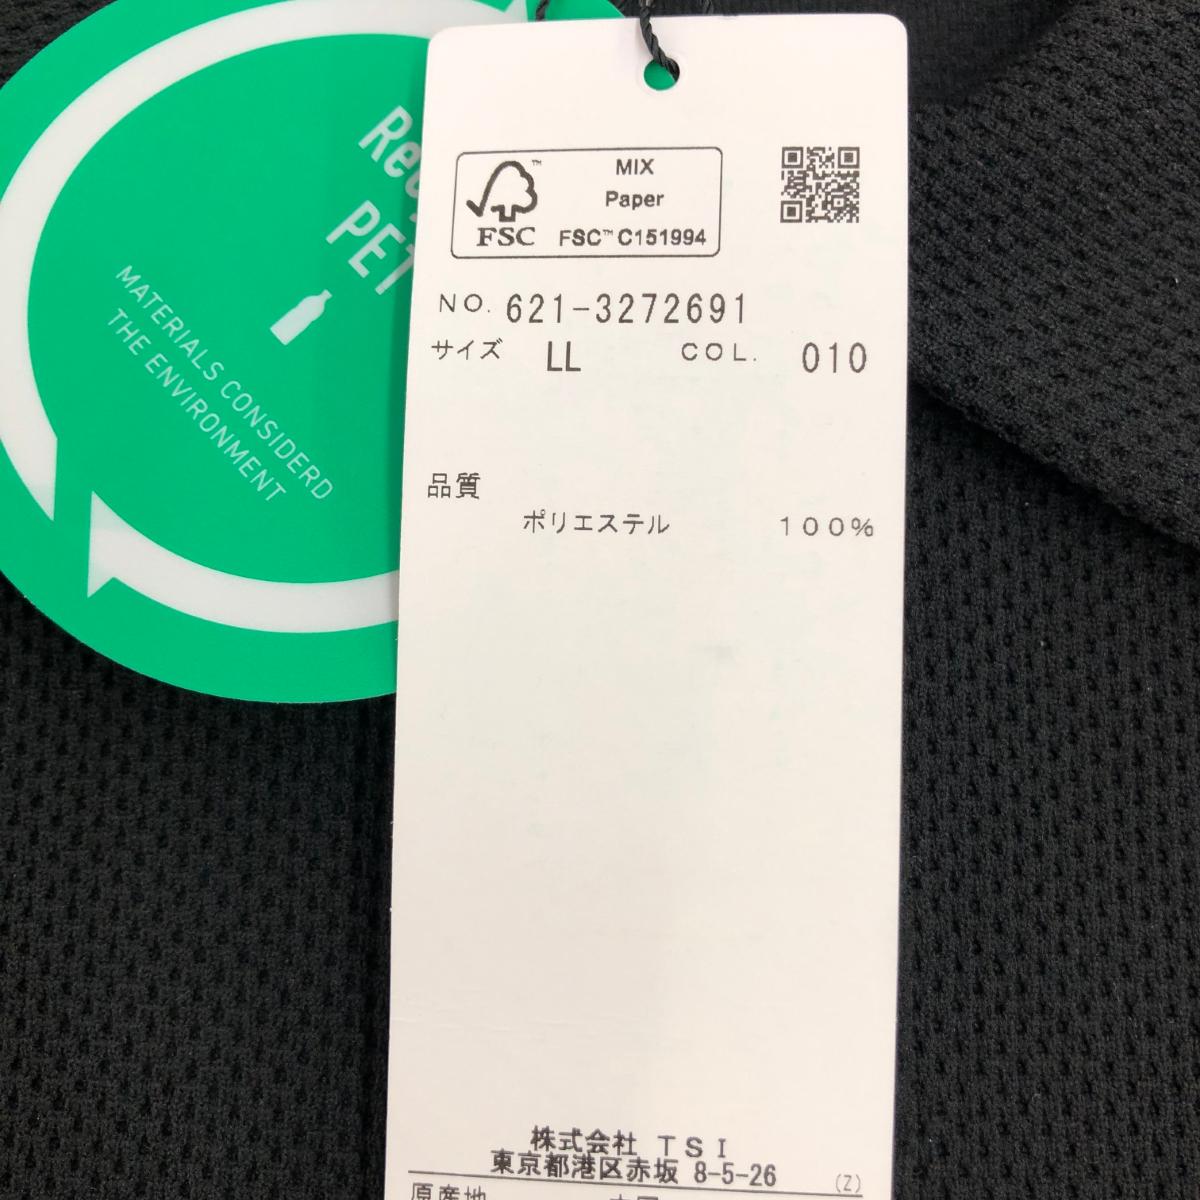 PET
MATERIALS CONSIDERD
THE ENVIRONMENT
FSC
MIX
Paper
FSC™ C151994
NO. 621-3272691
サイズ LL COL. 010
品質
ポリエステル 100%
株式会社 TSI
東京都港区赤坂 8-5-26
(Z)
原産地